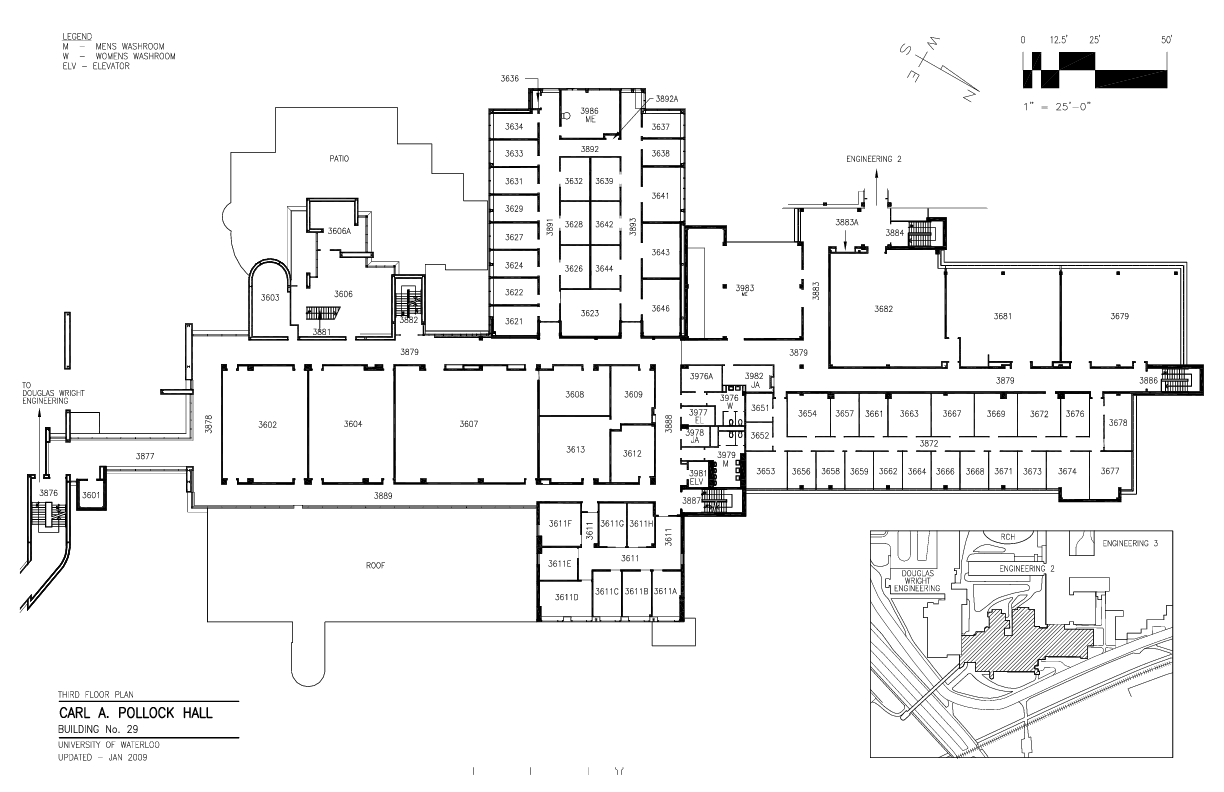 LEGEND
M – MENS WASHROOM
W – WOMENS WASHROOM
ELV – ELEVATOR
W
S
E
N
0 12.5' 25' 50'
1" = 25'-0"
3636
3986
ME
3892A
3634
3637
3892
3633
3638
PATIO
ENGINEERING 2
3631
3632
3639
3641
3629
3628
3642
3606A
3891
3893
3883A
3884
3627
3643
3624
3626
3644
3603
3606
3622
3983
3883
3682
3681
3679
3621
3623
3646
3881
3882
3879
3879
3976A
3982
JA
3879
3886
TO
DOUGLAS WRIGHT
ENGINEERING
3608
3609
3976
W
3651
3654
3657
3661
3663
3667
3669
3672
3676
3977
EL
3878
3602
3604
3607
3888
3978
JA
3652
3678
3872
3613
3612
3979
M
3877
3981
ELV
3653
3656
3658
3659
3662
3664
3666
3668
3671
3673
3674
3677
3876
3601
3889
3887
3611F
3611
3611G
3611H
3611
3611
3611E
ROOF
3611D
3611C
3611B
3611A
RCH
ENGINEERING 3
ENGINEERING 2
DOUGLAS
WRIGHT
ENGINEERING
THIRD FLOOR PLAN
CARL A. POLLOCK HALL
BUILDING No. 29
UNIVERSITY OF WATERLOO
UPDATED – JAN 2009